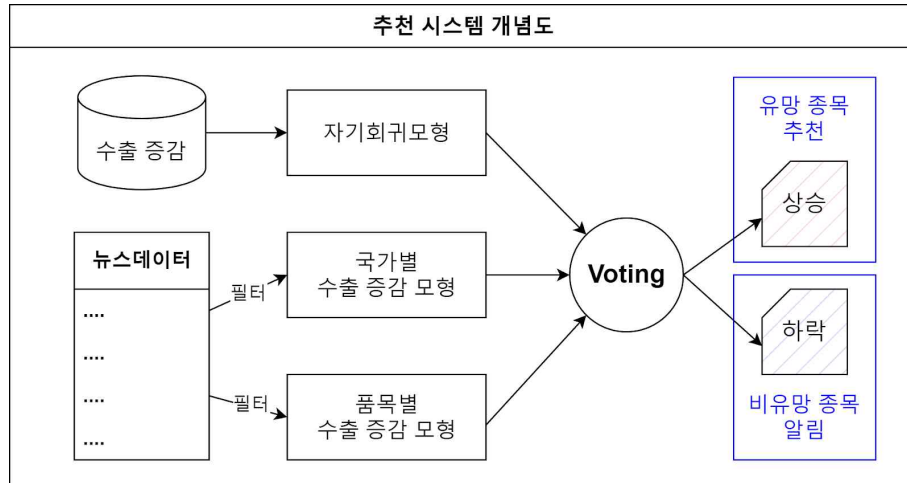 추천 시스템 개념도
수출 증감
자기회귀모형
뉴스데이터
....
....
....
....
필터
필터
국가별
수출 증감 모형
품목별
수출 증감 모형
Voting
유망 종목
추천
상승
하락
비유망 종목
알림